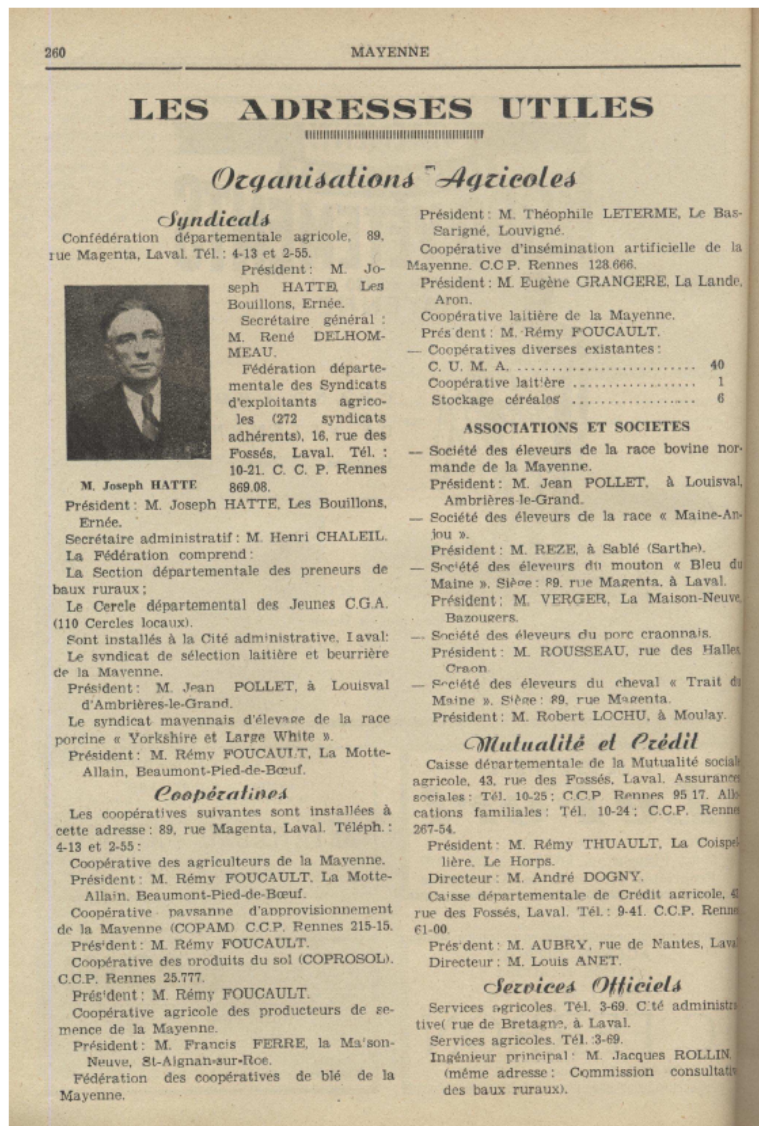 260
MAYENNE
LES ADRESSES UTILES
Organisations Agricoles
Syndicats
Confédération départementale agricole, 89,
rue Magenta, Laval. Tél. : 4-13 et 2-55.
Président : M. Jo-
seph HATTE, Les
Bouillons, Ernée.
Secrétaire général :
M. René DELHOM-
MEAU.
Fédération départe-
mentale des Syndicats
d'exploitants agrico-
les (272 syndicats
adhérents), 16, rue des
Fossés, Laval. Tél. :
10-21. C. C. P. Rennes
869.08.
M. Joseph HATTE
Président : M. Joseph HATTE, Les Bouillons,
Ernée.
Secrétaire administratif : M. Henri CHALEIL.
La Fédération comprend :
La Section départementale des preneurs de
baux ruraux ;
Le Cercle départemental des Jeunes C.G.A.
(110 Cercles locaux).
Sont installés à la Cité administrative, Laval:
Le syndicat de sélection laitière et beurrière
de la Mayenne.
Président : M. Jean POLLET, à Louisval
d'Ambrières-le-Grand.
Le syndicat mayennais d'élevage de la race
porcine « Yorkshire et Large White ».
Président : M. Rémy FOUCAULT, La Motte-
Allain, Beaumont-Pied-de-Bœuf.
Coopératives
Les coopératives suivantes sont installées à
cette adresse : 89, rue Magenta, Laval. Téléph. :
4-13 et 2-55 :
Coopérative des agriculteurs de la Mayenne.
Président : M. Rémy FOUCAULT, La Motte-
Allain, Beaumont-Pied-de-Bœuf.
Coopérative paysanne d'approvisionnement
de la Mayenne (COPAM) C.C.P. Rennes 215-15.
Président : M. Rémy FOUCAULT.
Coopérative des produits du sol (COPROSOL).
C.C.P. Rennes 25.777.
Président : M. Rémy FOUCAULT.
Coopérative agricole des producteurs de se-
mence de la Mayenne.
Président : M. Francis FERRE, la Maison-
Neuve, St-Aignan-sur-Roe.
Fédération des coopératives de blé de la
Mayenne.
Président : M. Théophile LETERME, Le Bas-
Sarigné, Louvigné.
Coopérative d'insémination artificielle de la
Mayenne. C.C.P. Rennes 128.666.
Président : M. Eugène GRANGERE, La Lande,
Aron.
Coopérative laitière de la Mayenne.
Président : M. Rémy FOUCAULT.
— Coopératives diverses existantes :
C. U. M. A. ........................ 40
Coopérative laitière ................. 1
Stockage céréales ................. 6
ASSOCIATIONS ET SOCIETES
— Société des éleveurs de la race bovine nor-
mande de la Mayenne.
Président : M. Jean POLLET, à Louisval,
Ambrières-le-Grand.
— Société des éleveurs de la race « Maine-An-
jou ».
Président : M. REZE, à Sablé (Sarthe).
— Société des éleveurs du mouton « Bleu du
Maine ». Siège : 89, rue Magenta, à Laval.
Président : M. VERGER, La Maison-Neuve,
Bazougers.
— Société des éleveurs du porc craonnais.
Président : M. ROUSSEAU, rue des Halles,
Craon.
— Société des éleveurs du cheval « Trait du
Maine ». Siège : 89, rue Magenta.
Président : M. Robert LOCHU, à Moulay.
Mutualité et Crédit
Caisse départementale de la Mutualité sociale
agricole, 43, rue des Fossés, Laval. Assurances
sociales : Tél. 10-25 ; C.C.P. Rennes 95 17. Allo-
cations familiales : Tél. 10-24 ; C.C.P. Rennes
267-54.
Président : M. Rémy THUAULT, La Coispel-
lière, Le Horps.
Directeur : M. André DOGNY.
Caisse départementale de Crédit agricole,
rue des Fossés, Laval. Tél. : 9-41. C.C.P. Rennes
61-00.
Président : M. AUBRY, rue de Nantes, Laval.
Directeur : M. Louis ANET.
Services Officiels
Services agricoles. Tél. 3-69. Cité administra-
tive( rue de Bretagne, à Laval.
Services agricoles. Tél. :3-69.
Ingénieur principal : M. Jacques ROLLIN,
(même adresse : Commission consultative
des baux ruraux).